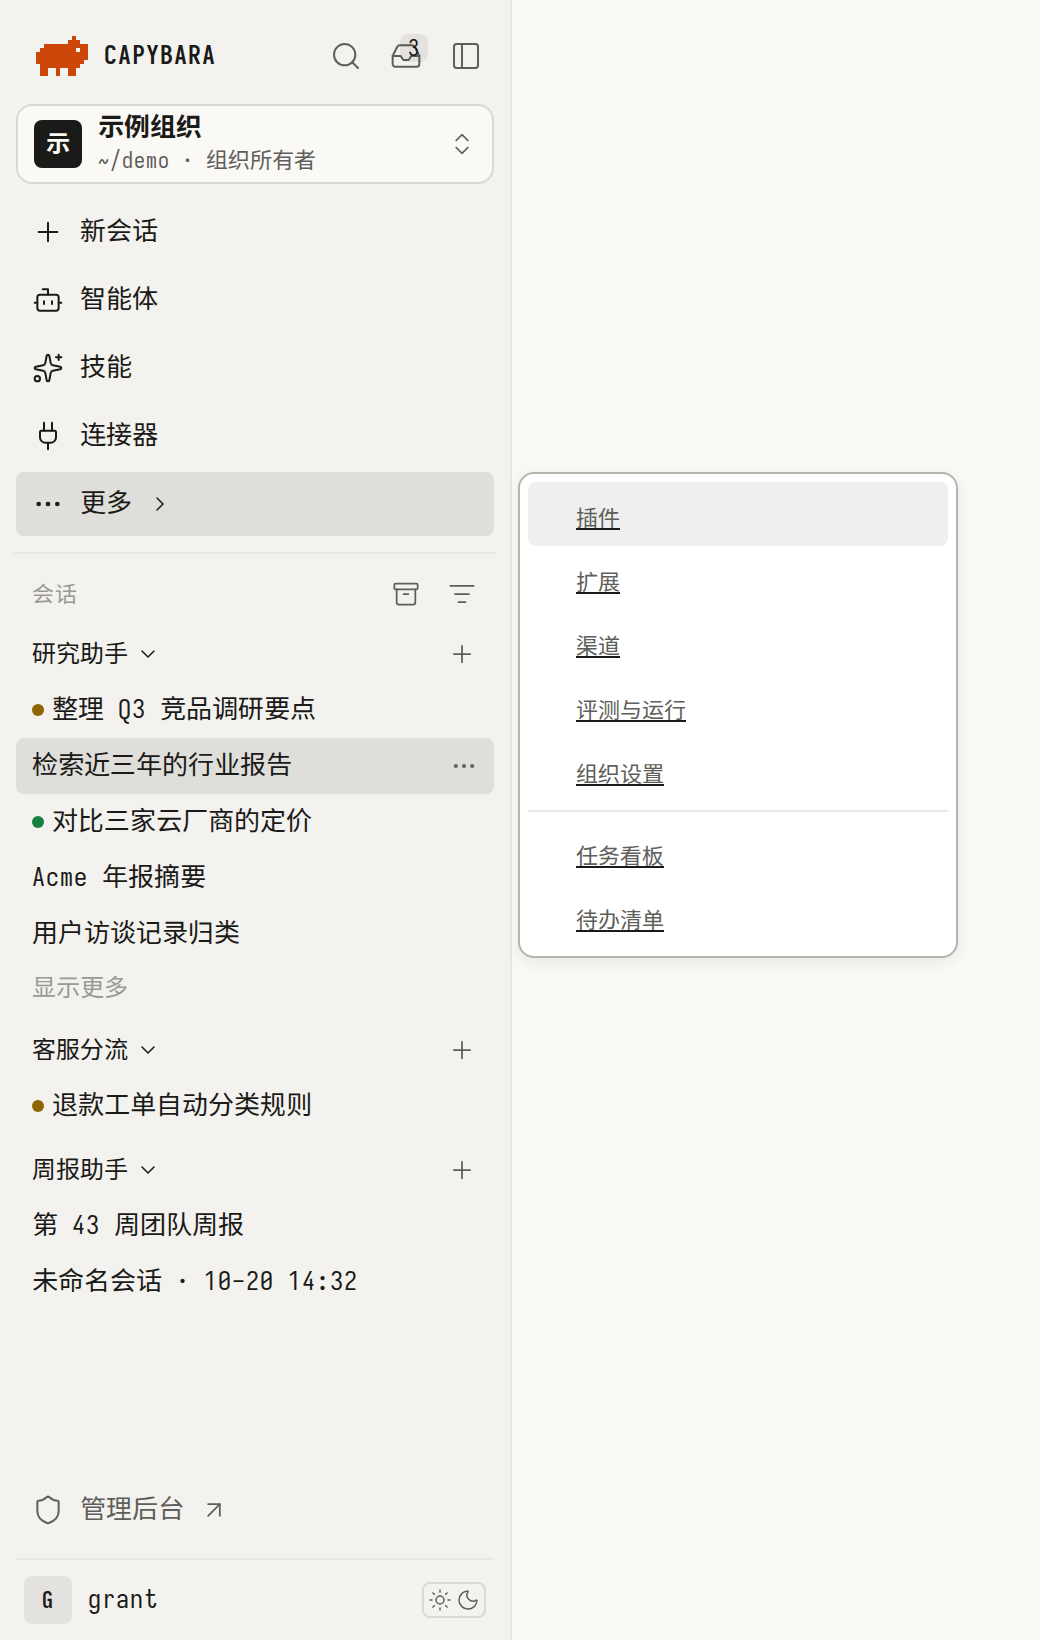 CAPYBARA
3
示
示例组织
~/demo · 组织所有者
新会话
智能体
技能
连接器
更多
会话
研究助手
整理 Q3 竞品调研要点
检索近三年的行业报告
对比三家云厂商的定价
Acme 年报摘要
用户访谈记录归类
显示更多
客服分流
退款工单自动分类规则
周报助手
第 43 周团队周报
未命名会话 · 10-20 14:32
管理后台
G
grant
插件
扩展
渠道
评测与运行
组织设置
任务看板
待办清单